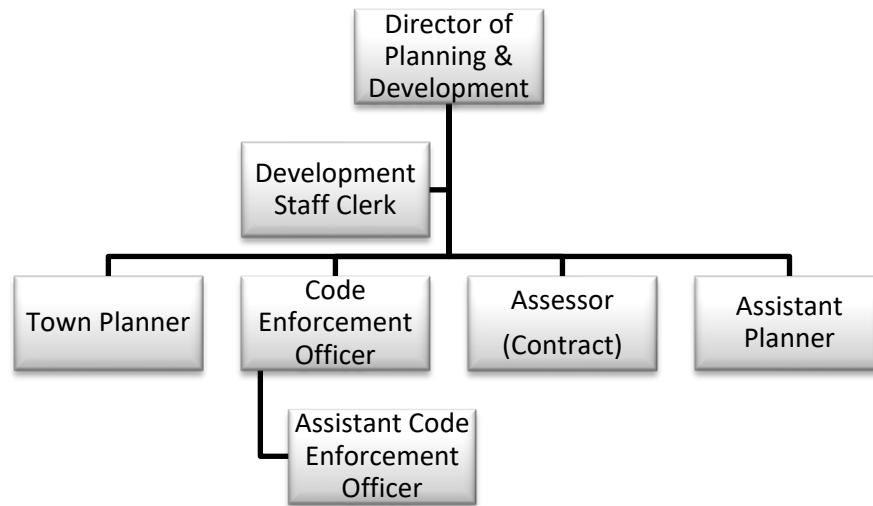 Director of
Planning &
Development
Development
Staff Clerk
Town Planner
Code
Enforcement
Officer
Assessor
(Contract)
Assistant
Planner
Assistant Code
Enforcement
Officer